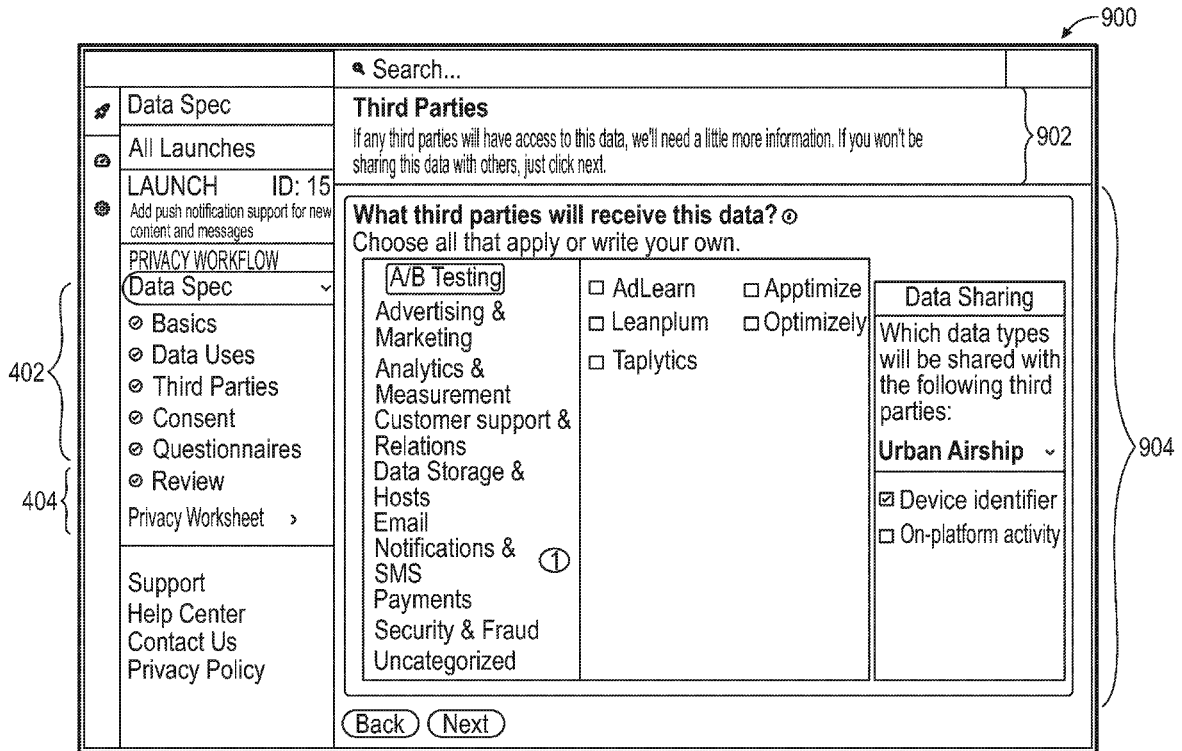 900
Search...
Data Spec
All Launches
LAUNCH ID: 15
Add push notification support for new
content and messages
PRIVACY WORKFLOW
Data Spec
Basics
Data Uses
Third Parties
Consent
Questionnaires
402
Review
Privacy Worksheet >
404
Support
Help Center
Contact Us
Privacy Policy
Third Parties
If any third parties will have access to this data, we'll need a little more information. If you won't be
sharing this data with others, just click next.
902
What third parties will receive this data?
Choose all that apply or write your own.
A/B Testing
Advertising &
Marketing
Analytics &
Measurement
Customer support &
Relations
Data Storage &
Hosts
Email
Notifications &
SMS
1
Payments
Security & Fraud
Uncategorized
AdLearn Apptimize
Leanplum Optimizely
Taplytics
Data Sharing
Which data types
will be shared with
the following third
parties:
Urban Airship
Device identifier
On-platform activity
904
Back Next